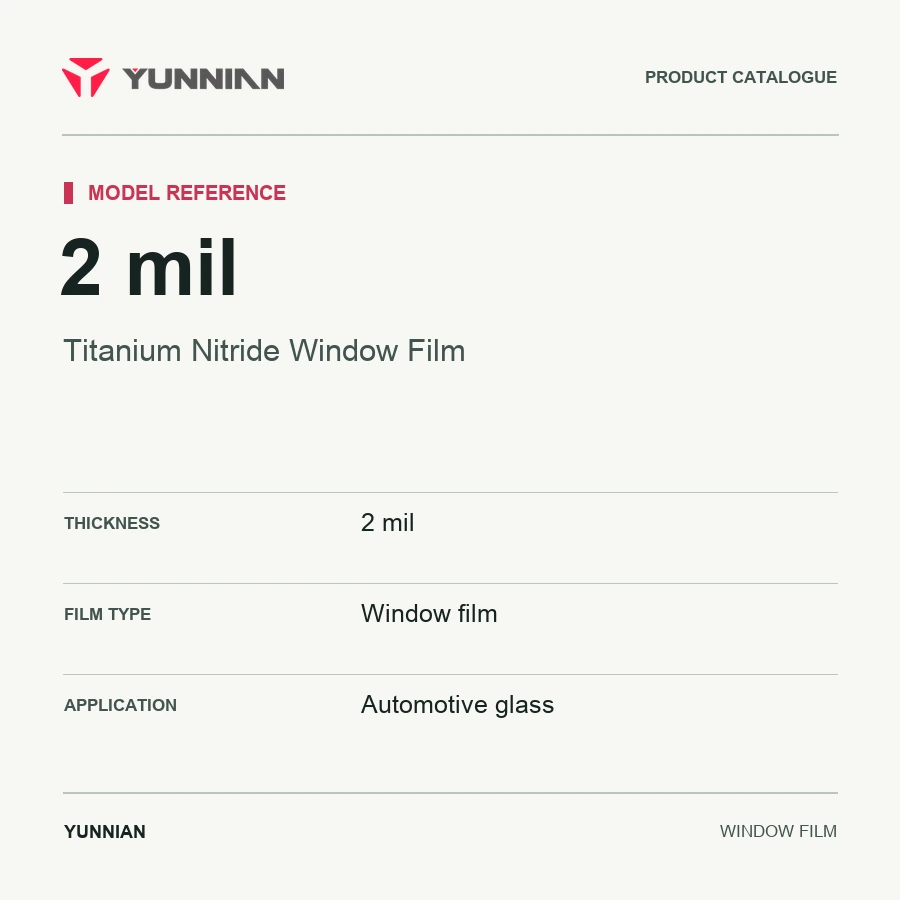 YUNNIAN
PRODUCT CATALOGUE
MODEL REFERENCE
2 mil
Titanium Nitride Window Film
THICKNESS 2 mil
FILM TYPE Window film
APPLICATION Automotive glass
YUNNIAN
WINDOW FILM